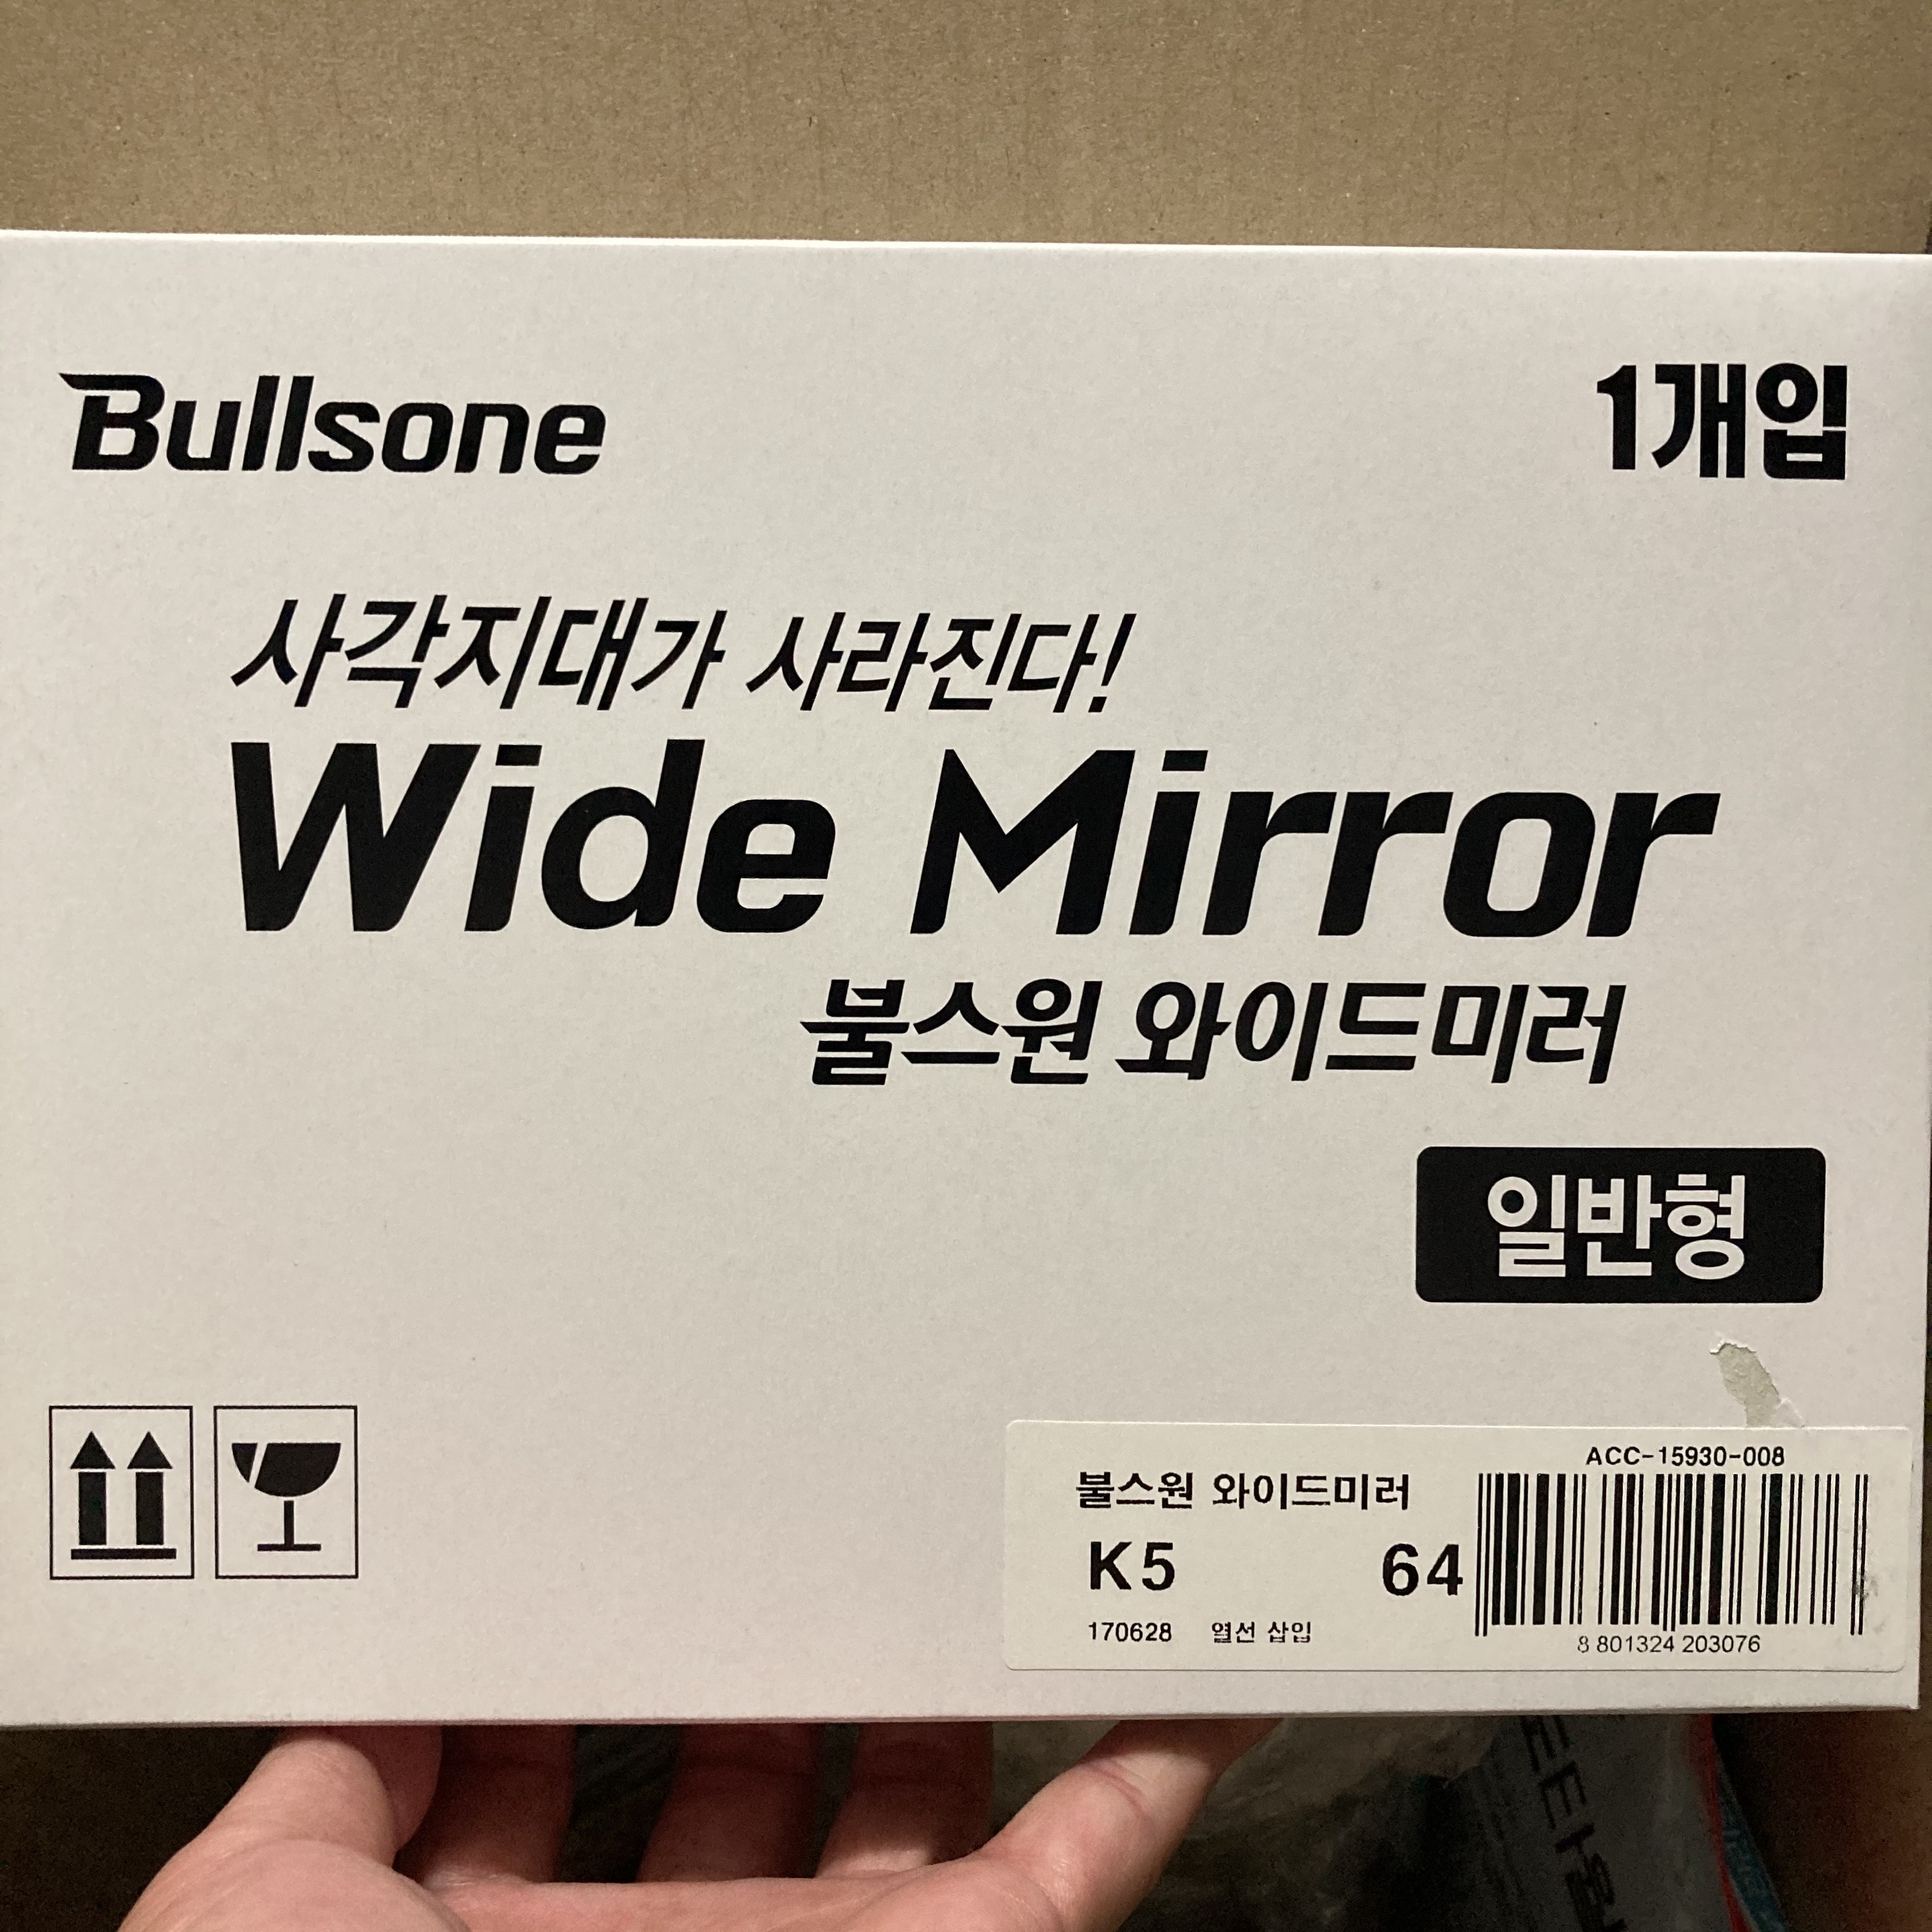 Bullsone
1개입
사각지대가 사라진다!
Wide Mirror
불스원 와이드미러
일반형
불스원 와이드미러
ACC-15930-008
K5
64
170628 열선 삽입
8 801324 203076